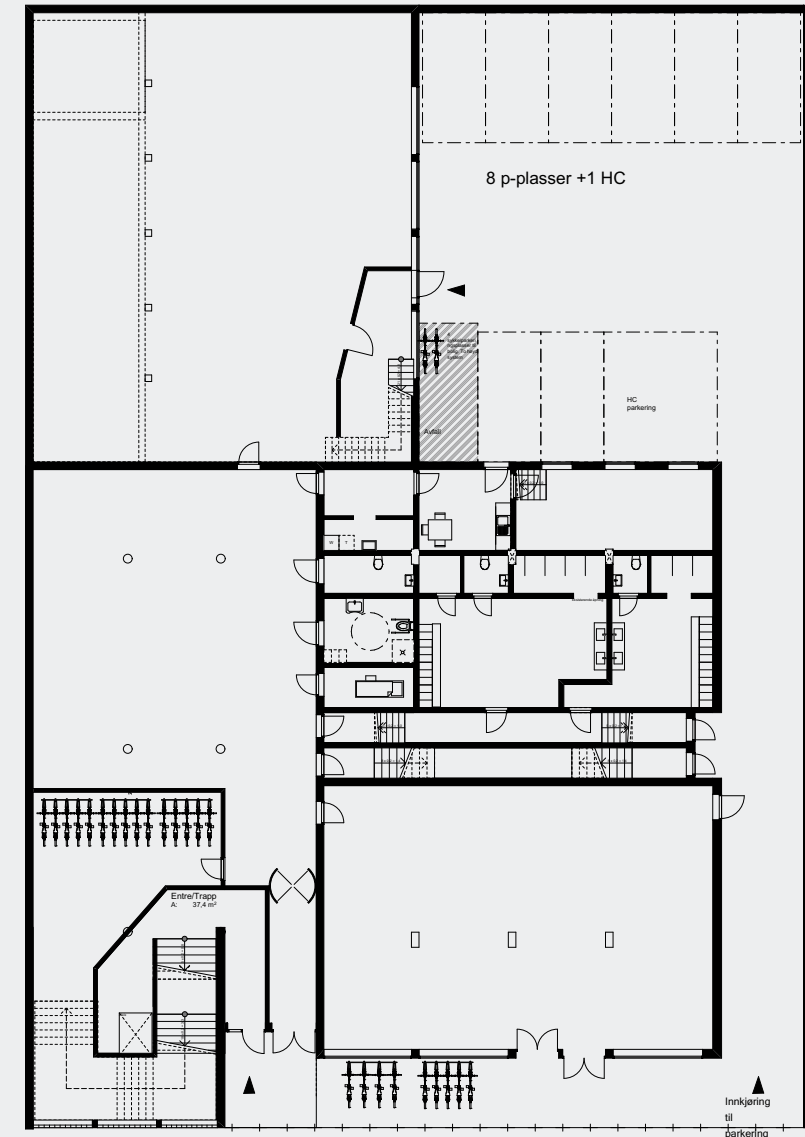 8 p-plasser +1 HC
HC
parkering
Avfall
W T
Entre/Trapp
A: 37,4 m²
Innkjøring
til
parkering